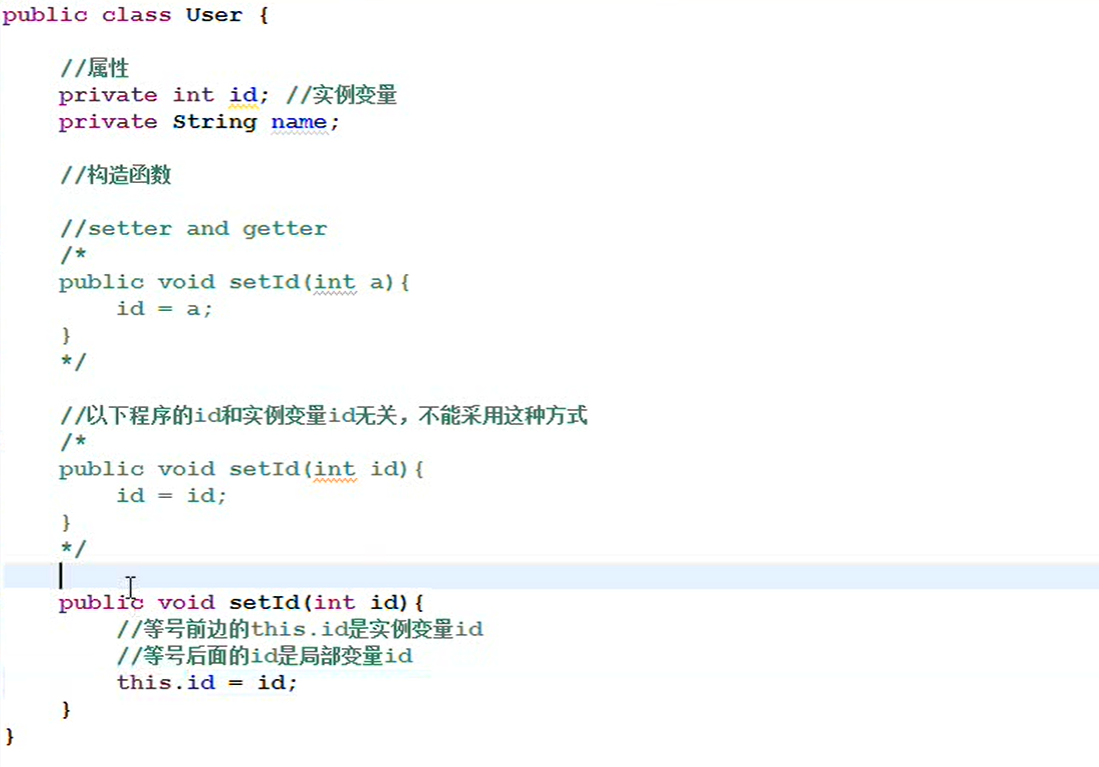 public class User {
//属性
private int id; //实例变量
private String name;
//构造函数
//setter and getter
/*
public void setId(int a){
id = a;
}
*/
//以下程序的id和实例变量id无关，不能采用这种方式
/*
public void setId(int id){
id = id;
}
*/
public void setId(int id){
//等号前边的this.id是实例变量id
//等号后面的id是局部变量id
this.id = id;
}
}